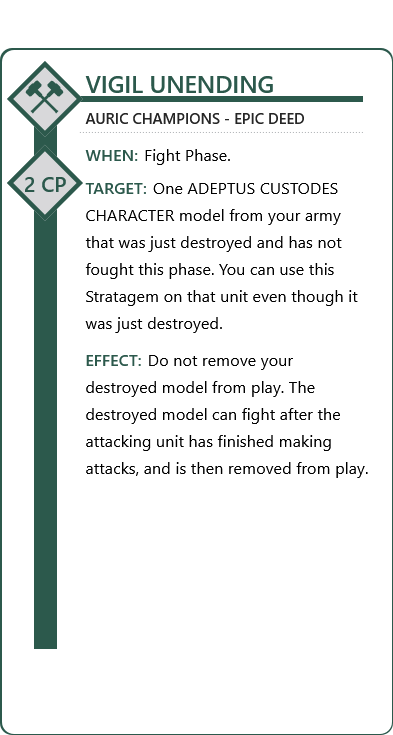 VIGIL UNENDING
AURIC CHAMPIONS - EPIC DEED
WHEN: Fight Phase.
2 CP
TARGET: One ADEPTUS CUSTODES
CHARACTER model from your army
that was just destroyed and has not
fought this phase. You can use this
Stratagem on that unit even though it
was just destroyed.
EFFECT: Do not remove your
destroyed model from play. The
destroyed model can fight after the
attacking unit has finished making
attacks, and is then removed from play.